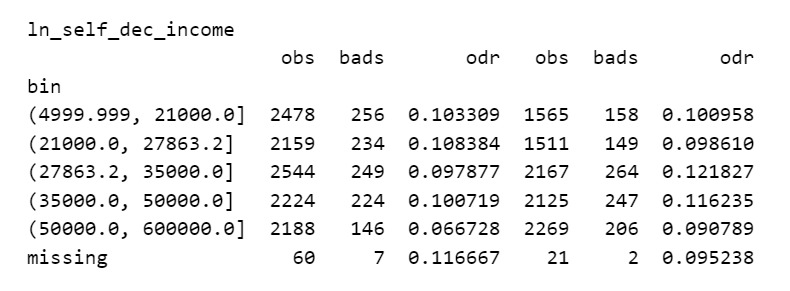 ln_self_dec_income
obs bads odr obs bads odr
bin
(4999.999, 21000.0] 2478 256 0.103309 1565 158 0.100958
(21000.0, 27863.2] 2159 234 0.108384 1511 149 0.098610
(27863.2, 35000.0] 2544 249 0.097877 2167 264 0.121827
(35000.0, 50000.0] 2224 224 0.100719 2125 247 0.116235
(50000.0, 600000.0] 2188 146 0.066728 2269 206 0.090789
missing 60 7 0.116667 21 2 0.095238